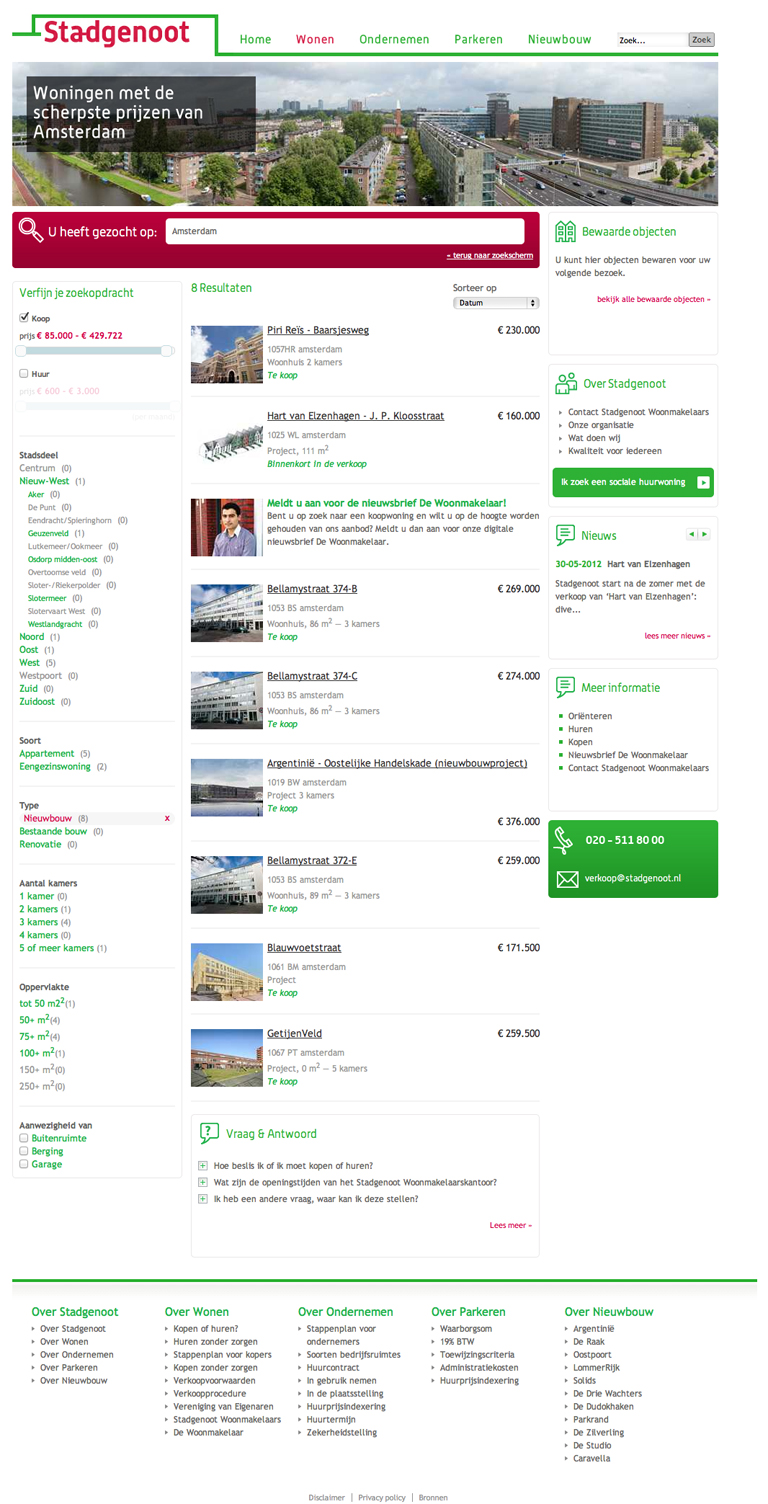 Stadgenoot
Home Wonen Ondernemen Parkeren Nieuwbouw
Zoek... Zoek
Woningen met de
scherpste prijzen van
Amsterdam
U heeft gezocht op: Amsterdam
« terug naar zoekscherm
Verfijn je zoekopdracht
Koop
prijs € 85.000 - € 429.722
Huur
prijs € 600 - € 3.000
Stadsdeel
Centrum (0)
Nieuw-West (1)
Aker (0)
De Punt (0)
Eendracht/Spieringhorn (0)
Geuzenveld (1)
Lutkemeer/Ookmeer (0)
Osdorp midden-oost (0)
Overtoomse veld (0)
Sloter-/Riekerpolder (0)
Slotermeer (0)
Slotervaart West (0)
Westlandgracht (0)
Noord (1)
Oost (1)
West (5)
Westpoort (0)
Zuid (0)
Zuidoost (0)
Soort
Appartement (5)
Eengezinswoning (2)
Type
Nieuwbouw (8) x
Bestaande bouw (0)
Renovatie (0)
Aantal kamers
1 kamer (0)
2 kamers (1)
3 kamers (4)
4 kamers (0)
5 of meer kamers (1)
Oppervlakte
tot 50 m2²(1)
50+ m²(4)
75+ m²(4)
100+ m²(1)
150+ m²(0)
250+ m²(0)
Aanwezigheid van
Buitenruimte
Berging
Garage
8 Resultaten
Sorteer op
Datum
Piri Reïs - Baarsjesweg € 230.000
1057HR amsterdam
Woonhuis 2 kamers
Te koop
Hart van Elzenhagen - J. P. Kloosstraat € 160.000
1025 WL amsterdam
Project, 111 m²
Binnenkort in de verkoop
Meldt u aan voor de nieuwsbrief De Woonmakelaar!
Bent u op zoek naar een koopwoning en wilt u op de hoogte worden
gehouden van ons aanbod? Meldt u dan aan voor onze digitale
nieuwsbrief De Woonmakelaar.
Bellamystraat 374-B € 269.000
1053 BS amsterdam
Woonhuis, 86 m² — 3 kamers
Te koop
Bellamystraat 374-C € 274.000
1053 BS amsterdam
Woonhuis, 86 m² — 3 kamers
Te koop
Argentinië - Oostelijke Handelskade (nieuwbouwproject)
1019 BW amsterdam
Project 3 kamers
Te koop
€ 376.000
Bellamystraat 372-E € 259.000
1053 BS amsterdam
Woonhuis, 89 m² — 3 kamers
Te koop
Blauwvoetstraat € 171.500
1061 BM amsterdam
Project
Te koop
GetijenVeld € 259.500
1067 PT amsterdam
Project, 0 m² — 5 kamers
Te koop
Vraag & Antwoord
Hoe beslis ik of ik moet kopen of huren?
Wat zijn de openingstijden van het Stadgenoot Woonmakelaarskantoor?
Ik heb een andere vraag, waar kan ik deze stellen?
Lees meer »
Bewaarde objecten
U kunt hier objecten bewaren voor uw
volgende bezoek.
bekijk alle bewaarde objecten »
Over Stadgenoot
Contact Stadgenoot Woonmakelaars
Onze organisatie
Wat doen wij
Kwaliteit voor iedereen
Ik zoek een sociale huurwoning
Nieuws
30-05-2012 Hart van Elzenhagen
Stadgenoot start na de zomer met de
verkoop van ‘Hart van Elzenhagen’:
dive...
lees meer nieuws »
Meer informatie
Oriënteren
Huren
Kopen
Nieuwsbrief De Woonmakelaar
Contact Stadgenoot Woonmakelaars
020 - 511 80 00
verkoop@stadgenoot.nl
Over Stadgenoot
Over Stadgenoot
Over Wonen
Over Ondernemen
Over Parkeren
Over Nieuwbouw
Over Wonen
Kopen of huren?
Huren zonder zorgen
Stappenplan voor kopers
Kopen zonder zorgen
Verkoopvoorwaarden
Verkoopprocedure
Vereniging van Eigenaren
Stadgenoot Woonmakelaars
De Woonmakelaar
Over Ondernemen
Stappenplan voor
ondernemers
Soorten bedrijfsruimtes
Huurcontract
In gebruik nemen
In de plaatsstelling
Huurprijsindexering
Huurtermijn
Zekerheidstelling
Over Parkeren
Waarborgsom
19% BTW
Toewijzingscriteria
Administratiekosten
Huurprijsindexering
Over Nieuwbouw
Argentinië
De Raak
Oostpoort
LommerRijk
Solids
De Drie Wachters
De Dudokhaken
Parkrand
De Zilverling
De Studio
Caravella
Disclaimer | Privacy policy | Bronnen